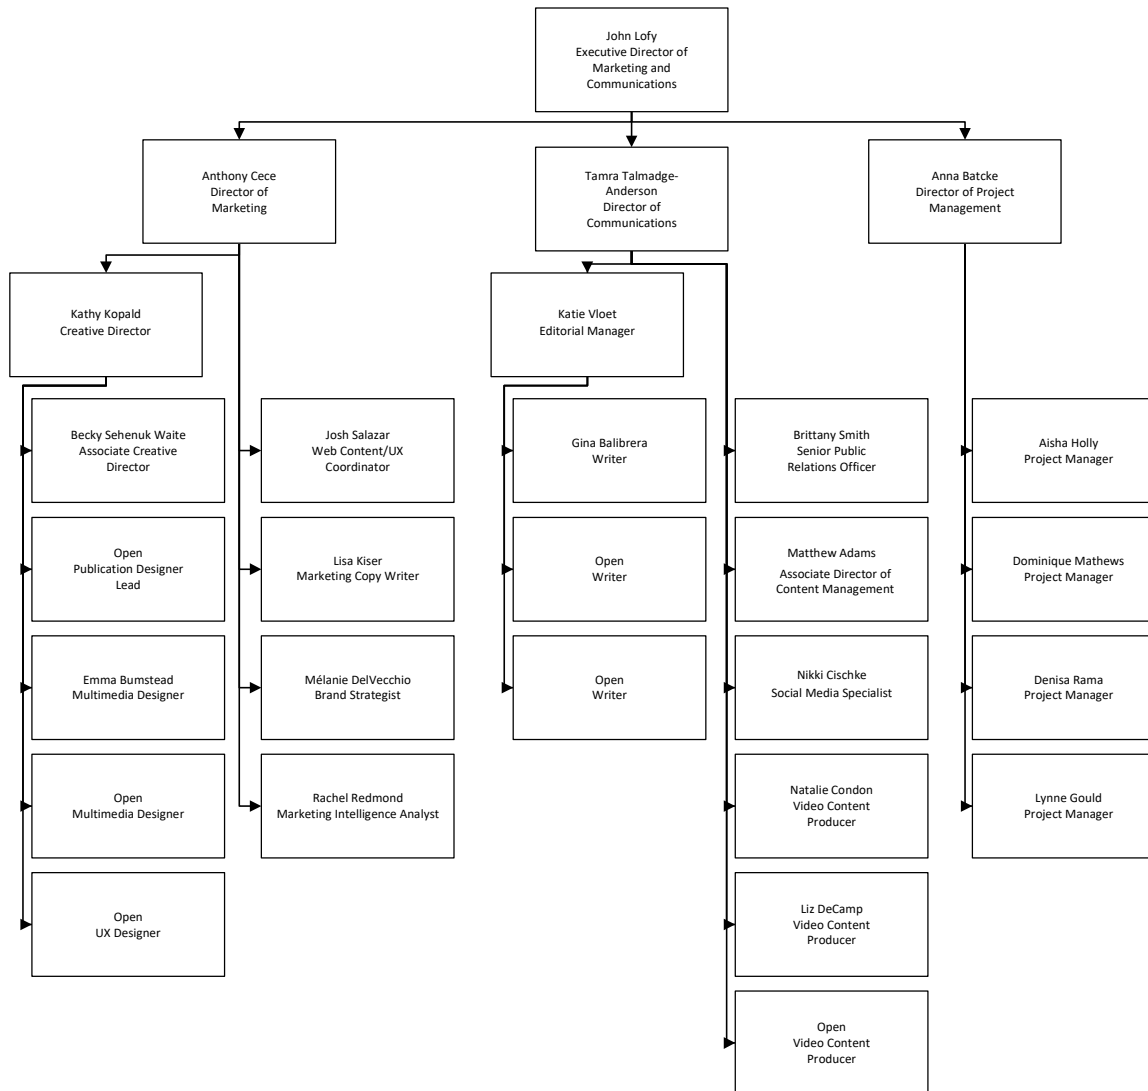 John Lofy
Executive Director of
Marketing and
Communications
Anthony Cece
Director of
Marketing
Tamra Talmadge-
Anderson
Director of
Communications
Anna Batcke
Director of Project
Management
Kathy Kopald
Creative Director
Katie Vloet
Editorial Manager
Becky Sehenuk Waite
Associate Creative
Director
Josh Salazar
Web Content/UX
Coordinator
Gina Balibrera
Writer
Brittany Smith
Senior Public
Relations Officer
Aisha Holly
Project Manager
Open
Publication Designer
Lead
Lisa Kiser
Marketing Copy Writer
Open
Writer
Matthew Adams
Associate Director of
Content Management
Dominique Mathews
Project Manager
Emma Bumstead
Multimedia Designer
Mélanie DelVecchio
Brand Strategist
Open
Writer
Nikki Cischke
Social Media Specialist
Denisa Rama
Project Manager
Open
Multimedia Designer
Rachel Redmond
Marketing Intelligence Analyst
Natalie Condon
Video Content
Producer
Lynne Gould
Project Manager
Open
UX Designer
Liz DeCamp
Video Content
Producer
Open
Video Content
Producer